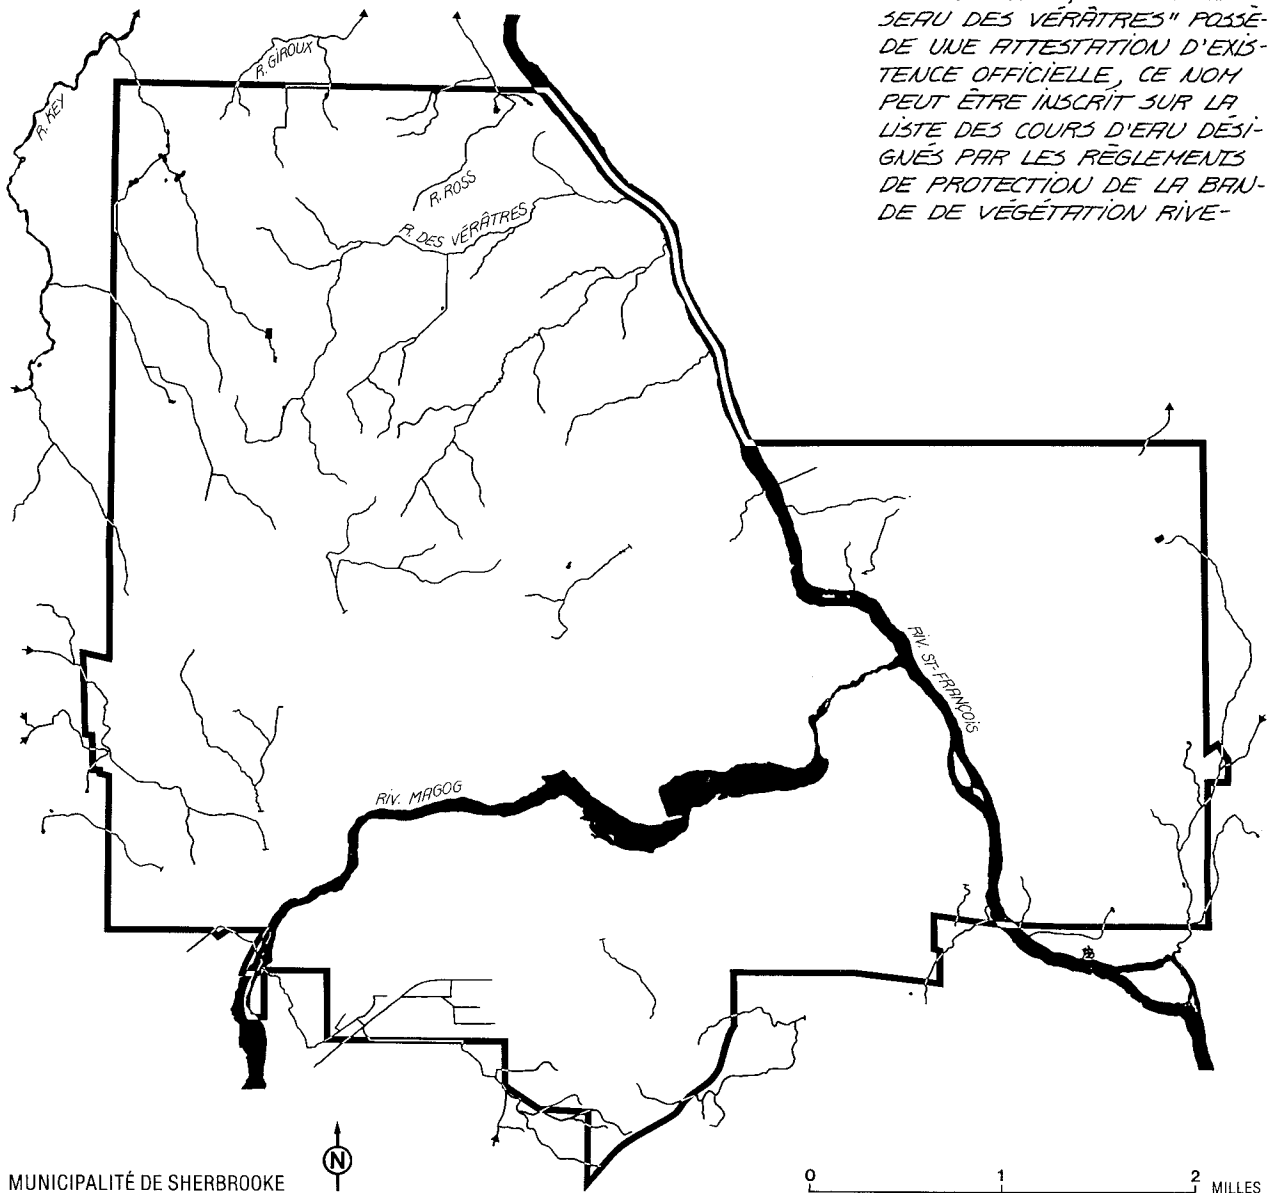 SEAU DES VÉRÂTRES" POSSÈ-
DE UNE ATTESTATION D'EXIS-
TENCE OFFICIELLE, CE NOM
PEUT ÊTRE INSCRIT SUR LA
LISTE DES COURS D'EAU DÉSI-
GNÉS PAR LES RÈGLEMENTS
DE PROTECTION DE LA BAN-
DE DE VÉGÉTATION RIVE-
R. GIROUX
R. KEY
R. ROSS
R. DES VÉRÂTRES
RIV. ST-FRANÇOIS
RIV. MAGOG
N
MUNICIPALITÉ DE SHERBROOKE
0 1 2 MILLES